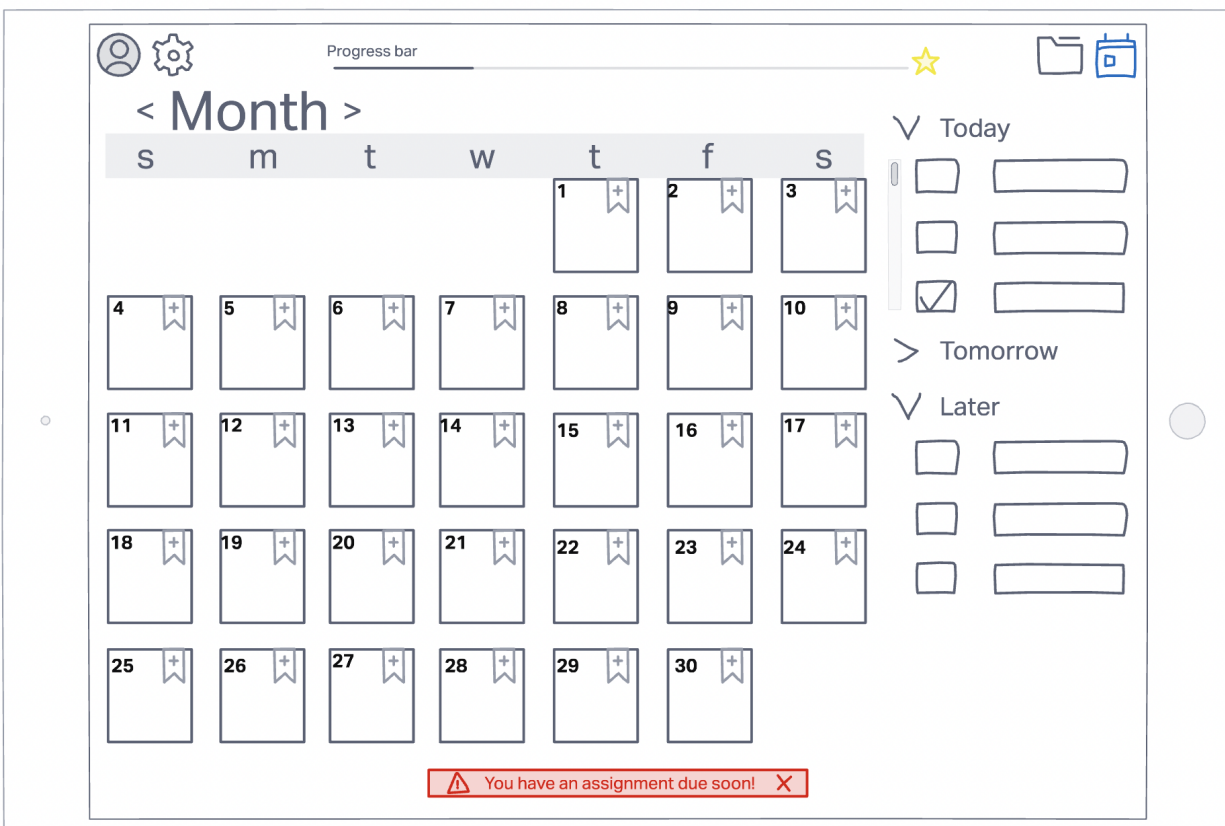 Progress bar
< Month >
s m t w t f s
Today
1 2 3
4 5 6 7 8 9 10
Tomorrow
Later
11 12 13 14 15 16 17
18 19 20 21 22 23 24
25 26 27 28 29 30
You have an assignment due soon! X